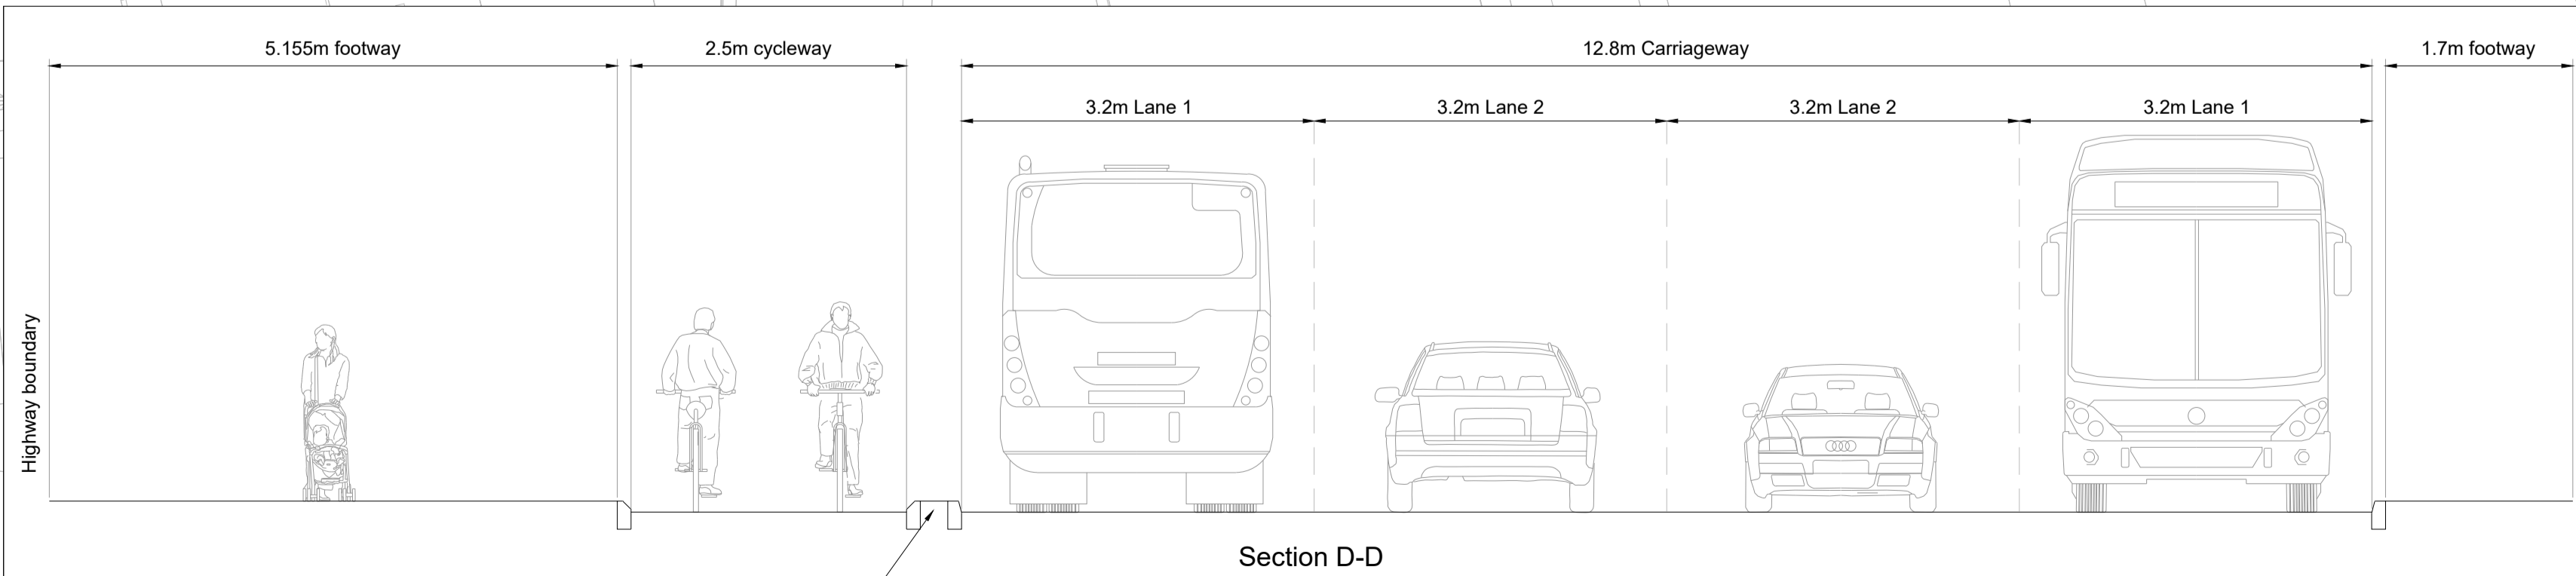 5.155m footway
2.5m cycleway
12.8m Carriageway
1.7m footway
3.2m Lane 1
3.2m Lane 2
3.2m Lane 2
3.2m Lane 1
Highway boundary
Section D-D